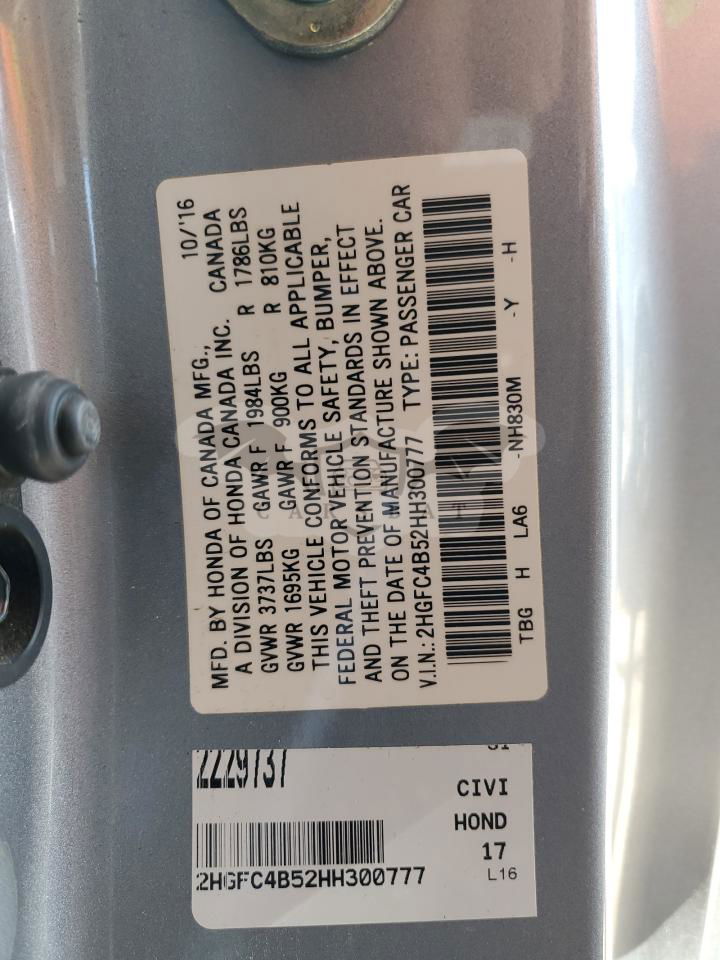 MFD. BY HONDA OF CANADA MFG., 10/'16
A DIVISION OF HONDA CANADA INC. CANADA
GVWR 3737LBS GAWR F 1984LBS R 1786LBS
GVWR 1695KG GAWR F 900KG R 810KG
THIS VEHICLE CONFORMS TO ALL APPLICABLE
FEDERAL MOTOR VEHICLE SAFETY, BUMPER,
AND THEFT PREVENTION STANDARDS IN EFFECT
ON THE DATE OF MANUFACTURE SHOWN ABOVE.
V.I.N.: 2HGFC4B52HH300777 TYPE: PASSENGER CAR
TBG H LA6 -NH830M -Y -H
2229737
CIVI
HOND
17
2HGFC4B52HH300777
L16